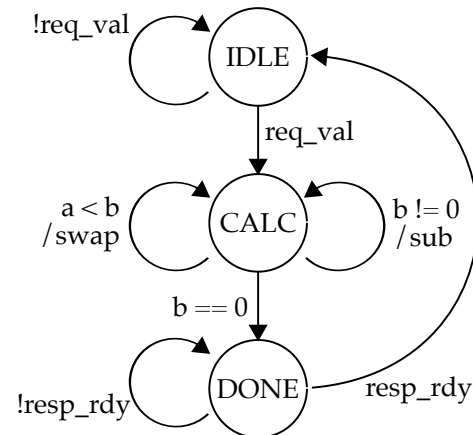 !req_val
IDLE
req_val
a < b
/swap
CALC
b != 0
/sub
b == 0
!resp_rdy
DONE
resp_rdy